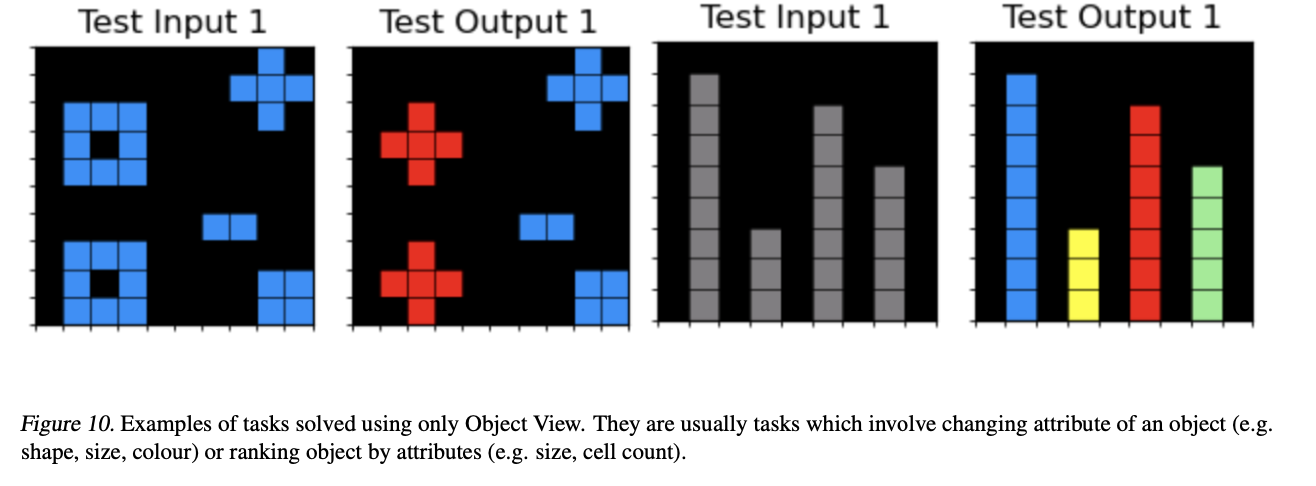 Test Input 1
Test Output 1
Test Input 1
Test Output 1
Figure 10. Examples of tasks solved using only Object View. They are usually tasks which involve changing attribute of an object (e.g.
shape, size, colour) or ranking object by attributes (e.g. size, cell count).